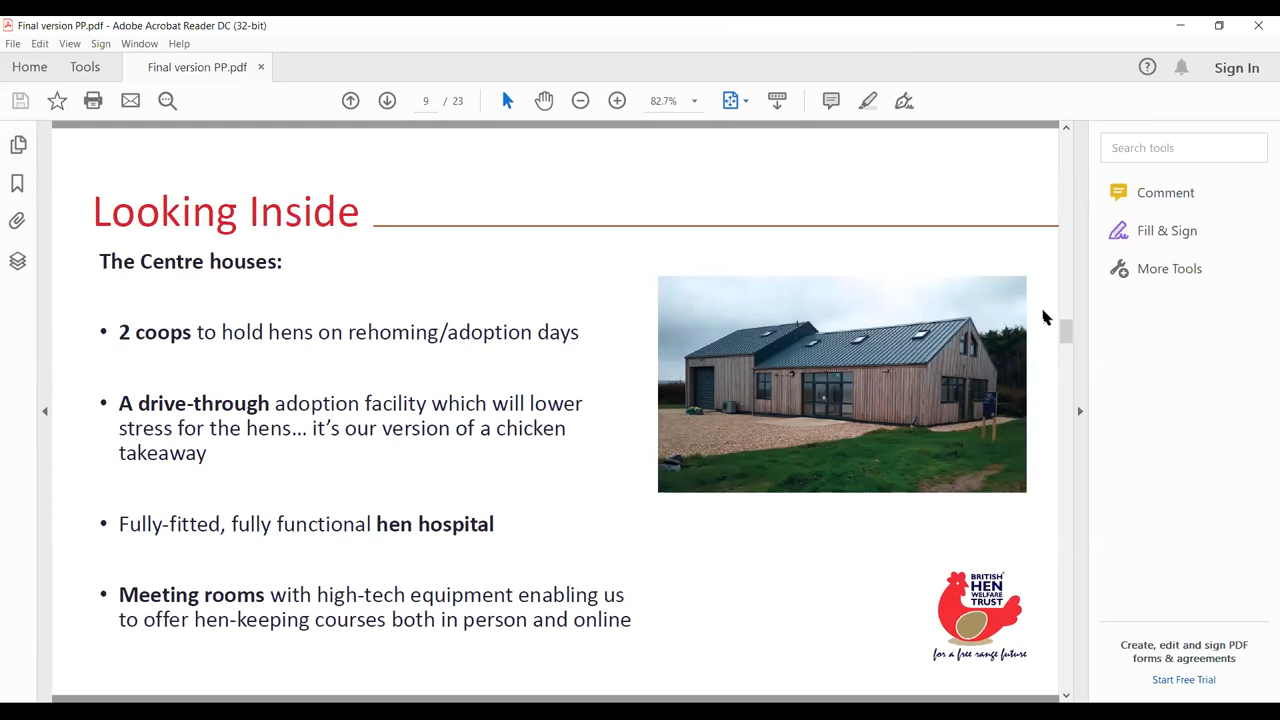 Final version PP.pdf - Adobe Acrobat Reader DC (32-bit)
File Edit View Sign Window Help
Home Tools Final version PP.pdf × Sign In
9 / 23 82.7%
Search tools
Comment
Fill & Sign
More Tools
Looking Inside
The Centre houses:
• 2 coops to hold hens on rehoming/adoption days
• A drive-through adoption facility which will lower
stress for the hens... it's our version of a chicken
takeaway
• Fully-fitted, fully functional hen hospital
• Meeting rooms with high-tech equipment enabling us
to offer hen-keeping courses both in person and online
BRITISH
HEN
WELFARE
TRUST
for a free range future
Create, edit and sign PDF
forms & agreements
Start Free Trial